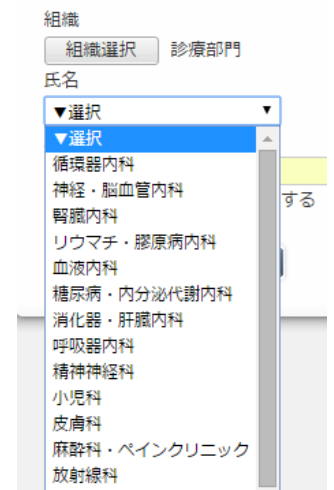 組織
組織選択 診療部門
氏名
▼選択 ▼
▼選択
循環器内科
神経・脳血管内科
する
腎臓内科
リウマチ・膠原病内科
血液内科
糖尿病・内分泌代謝内科
消化器・肝臓内科
呼吸器内科
精神神経科
小児科
皮膚科
麻酔科・ペインクリニック
放射線科